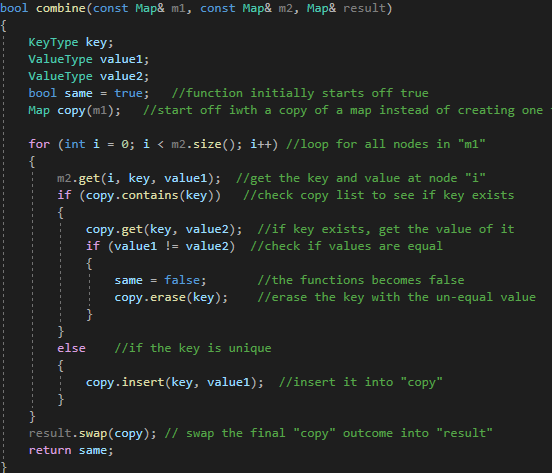 bool combine(const Map& m1, const Map& m2, Map& result)
{
KeyType key;
ValueType value1;
ValueType value2;
bool same = true; //function initially starts off true
Map copy(m1); //start off iwth a copy of a map instead of creating one
for (int i = 0; i < m2.size(); i++) //loop for all nodes in "m1"
{
m2.get(i, key, value1); //get the key and value at node "i"
if (copy.contains(key)) //check copy list to see if key exists
{
copy.get(key, value2); //if key exists, get the value of it
if (value1 != value2) //check if values are equal
{
same = false; //the functions becomes false
copy.erase(key); //erase the key with the un-equal value
}
}
else //if the key is unique
{
copy.insert(key, value1); //insert it into "copy"
}
}
result.swap(copy); // swap the final "copy" outcome into "result"
return same;
}